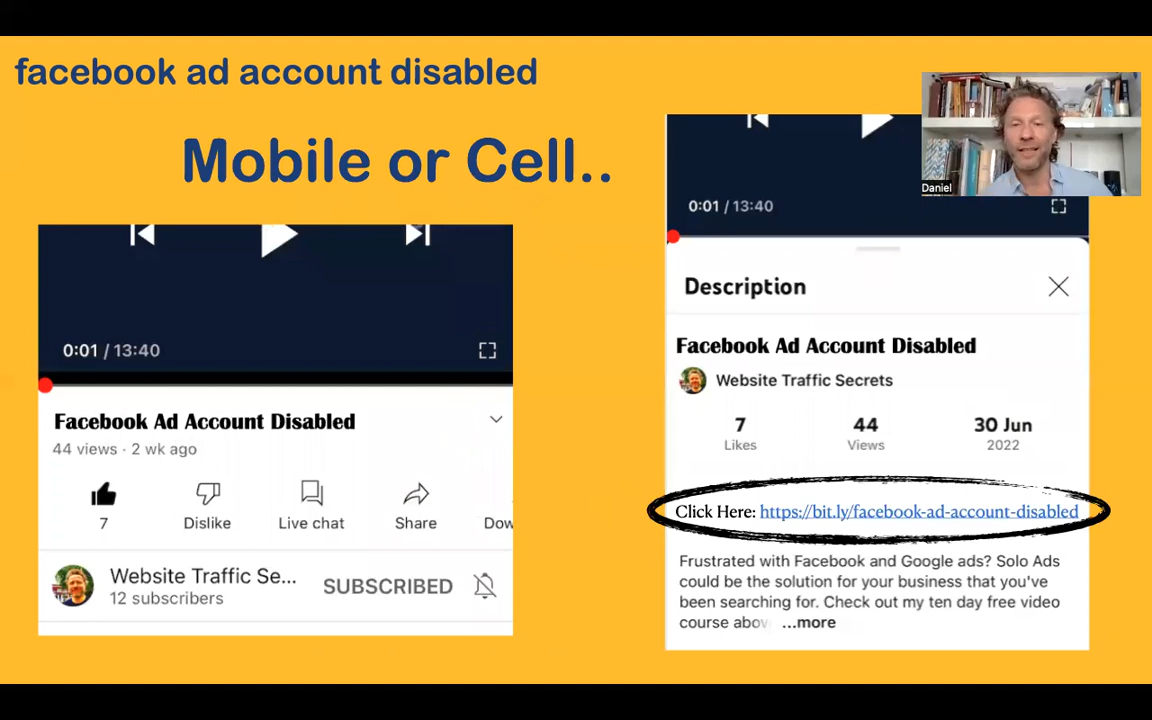 facebook ad account disabled
Mobile or Cell..
Daniel
0:01 / 13:40
Facebook Ad Account Disabled
44 views · 2 wk ago
7
Dislike
Live chat
Share
Dow
Website Traffic Se...
12 subscribers
SUBSCRIBED
0:01 / 13:40
Description
Facebook Ad Account Disabled
Website Traffic Secrets
7
Likes
44
Views
30 Jun
2022
Click Here: https://bit.ly/facebook-ad-account-disabled
Frustrated with Facebook and Google ads? Solo Ads
could be the solution for your business that you've
been searching for. Check out my ten day free video
course abov ...more